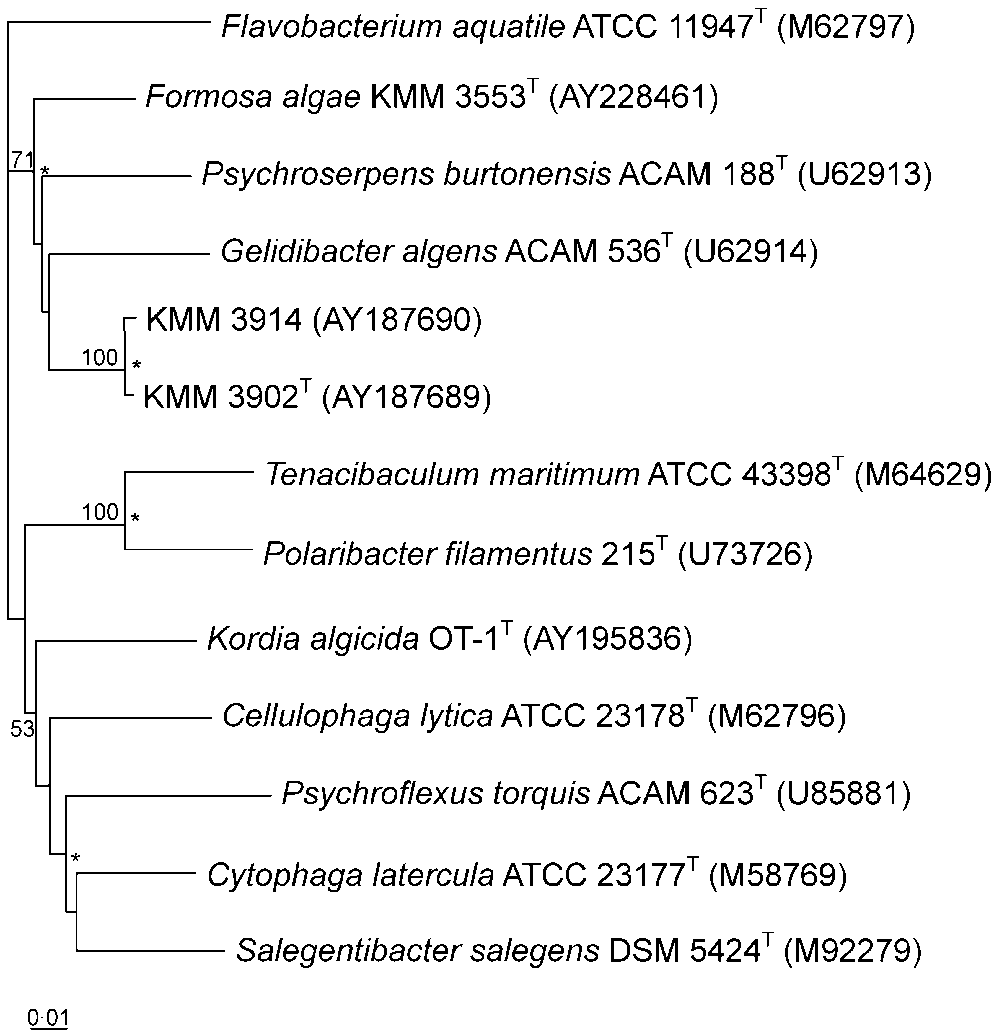 Flavobacterium aquatile ATCC 11947T (M62797)
Formosa algae KMM 3553T (AY228461)
71
*
Psychroserpens burtonensis ACAM 188T (U62913)
Gelidibacter algens ACAM 536T (U62914)
KMM 3914 (AY187690)
100
*
KMM 3902T (AY187689)
Tenacibaculum maritimum ATCC 43398T (M64629)
100
*
Polaribacter filamentus 215T (U73726)
Kordia algicida OT-1T (AY195836)
Cellulophaga lytica ATCC 23178T (M62796)
53
Psychroflexus torquis ACAM 623T (U85881)
*
Cytophaga latercula ATCC 23177T (M58769)
Salegentibacter salegens DSM 5424T (M92279)
0·01